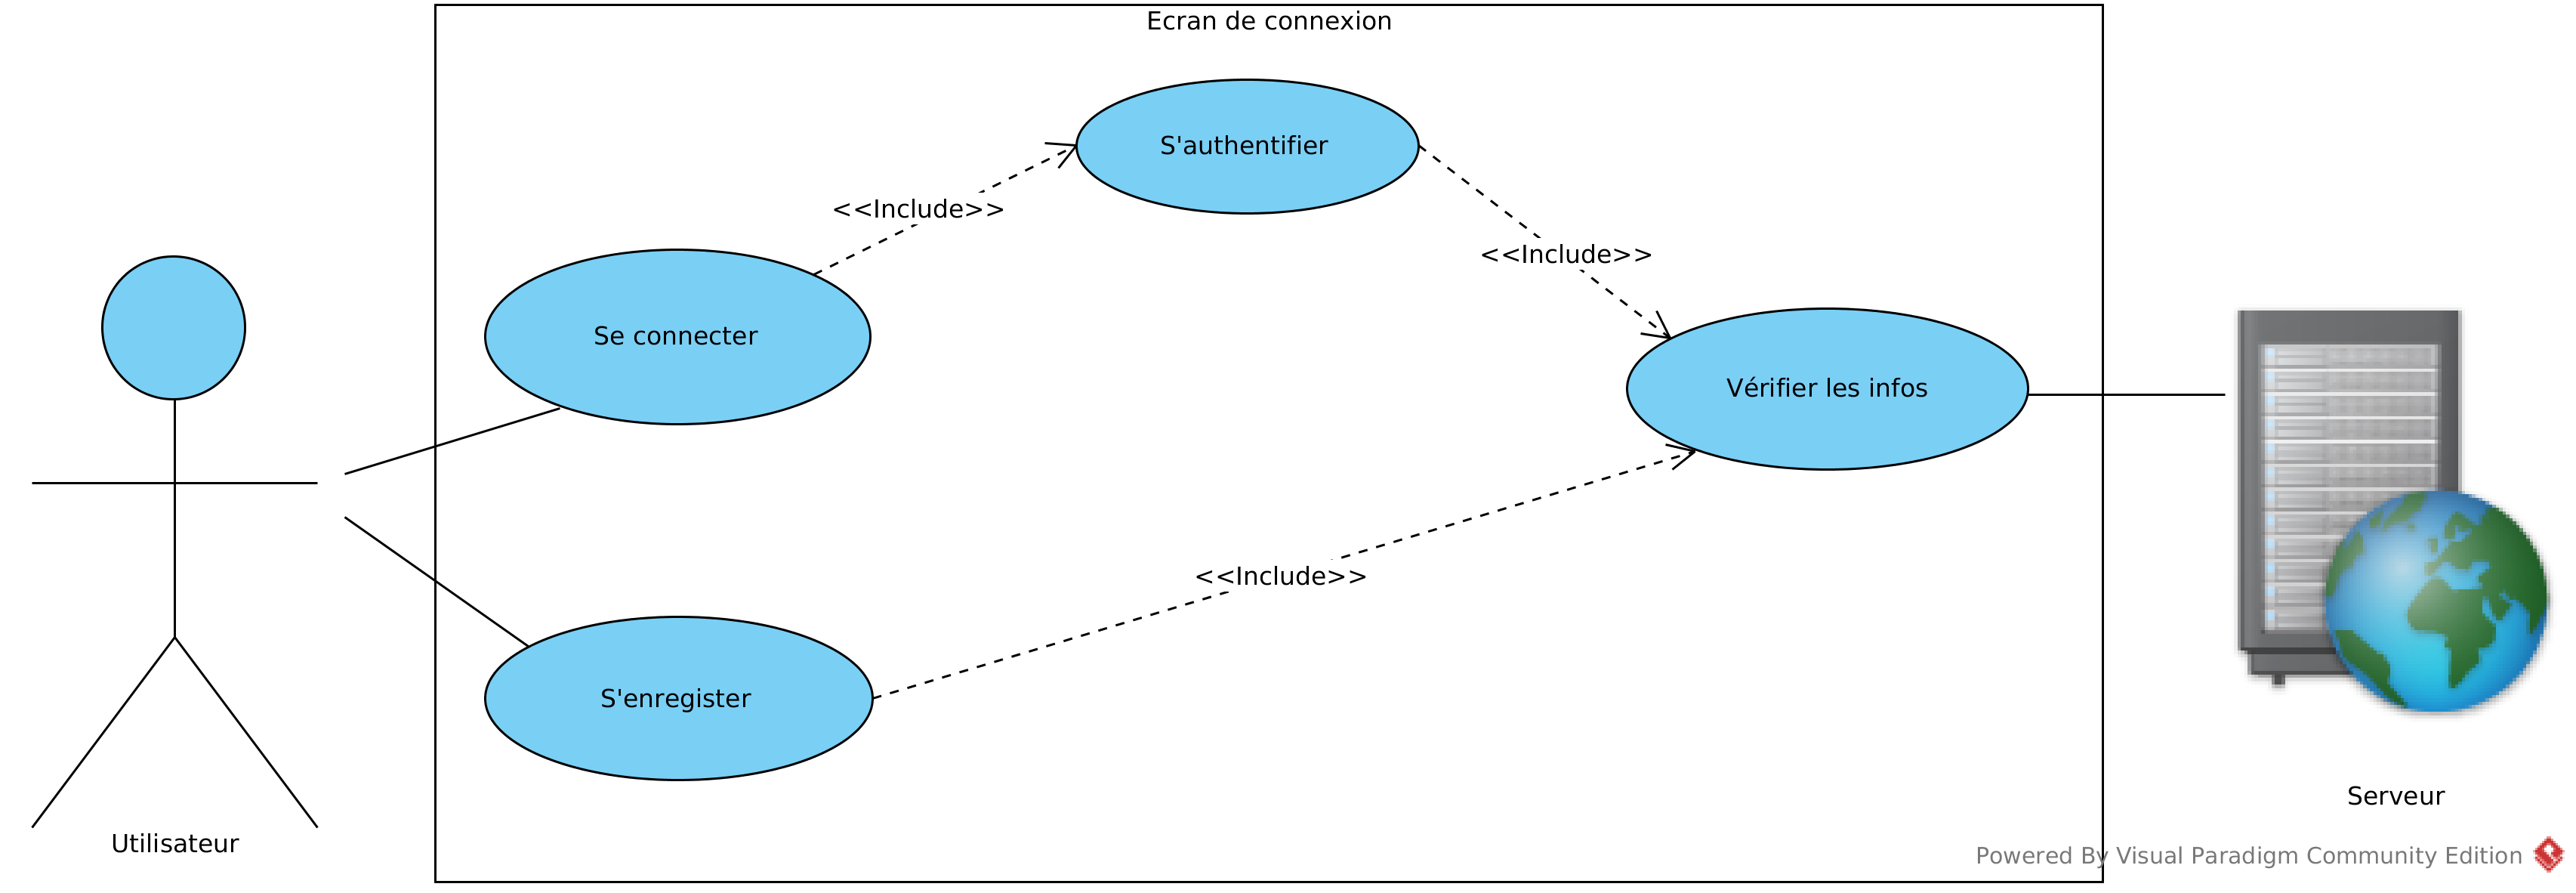 Ecran de connexion
S'authentifier
<<Include>>
<<Include>>
Se connecter
Vérifier les infos
<<Include>>
S'enregister
Serveur
Utilisateur
Powered By Visual Paradigm Community Edition